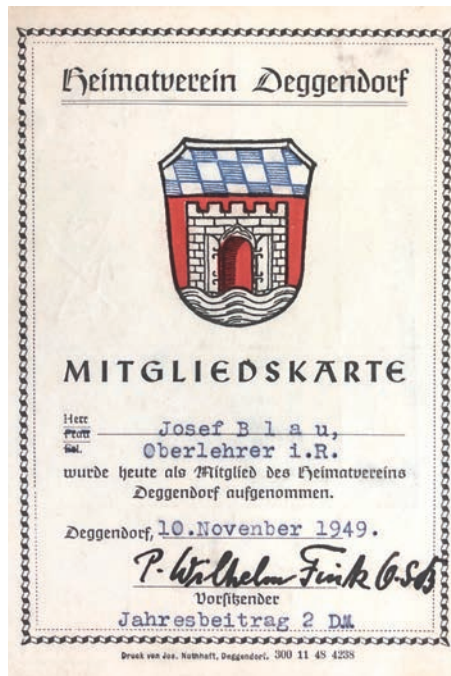 Heimatverein Deggendorf
MITGLIEDSKARTE
Herr
Frau
Frl.
Josef B l a u,
Oberlehrer i.R.
wurde heute als Mitglied des Heimatvereins
Deggendorf aufgenommen.
Deggendorf, 10.Novenber 1949.
P. Wilhelm Fink O.S.B
Vorsitzender
Jahresbeitrag 2 DM
Druck von Jos. Nothhaft, Deggendorf. 300 11 48 4238